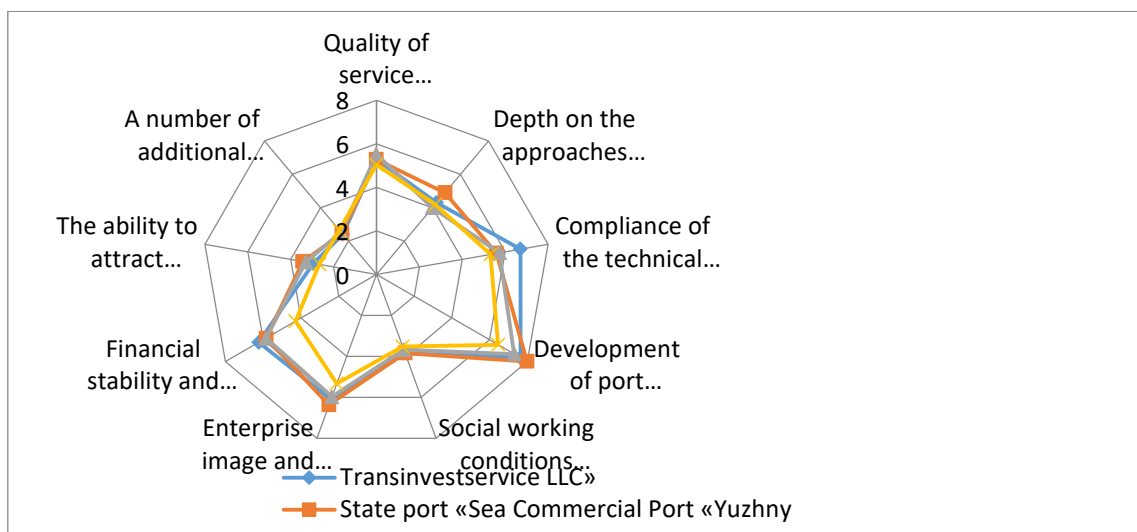 Quality of
service...
Depth on the
approaches...
Compliance of
the technical...
Development
of port...
Social working
conditions...
Enterprise
image and...
Financial
stability and...
The ability to
attract...
A number of
additional...
8
6
4
2
0
Transinvestservice LLC»
State port «Sea Commercial Port «Yuzhny